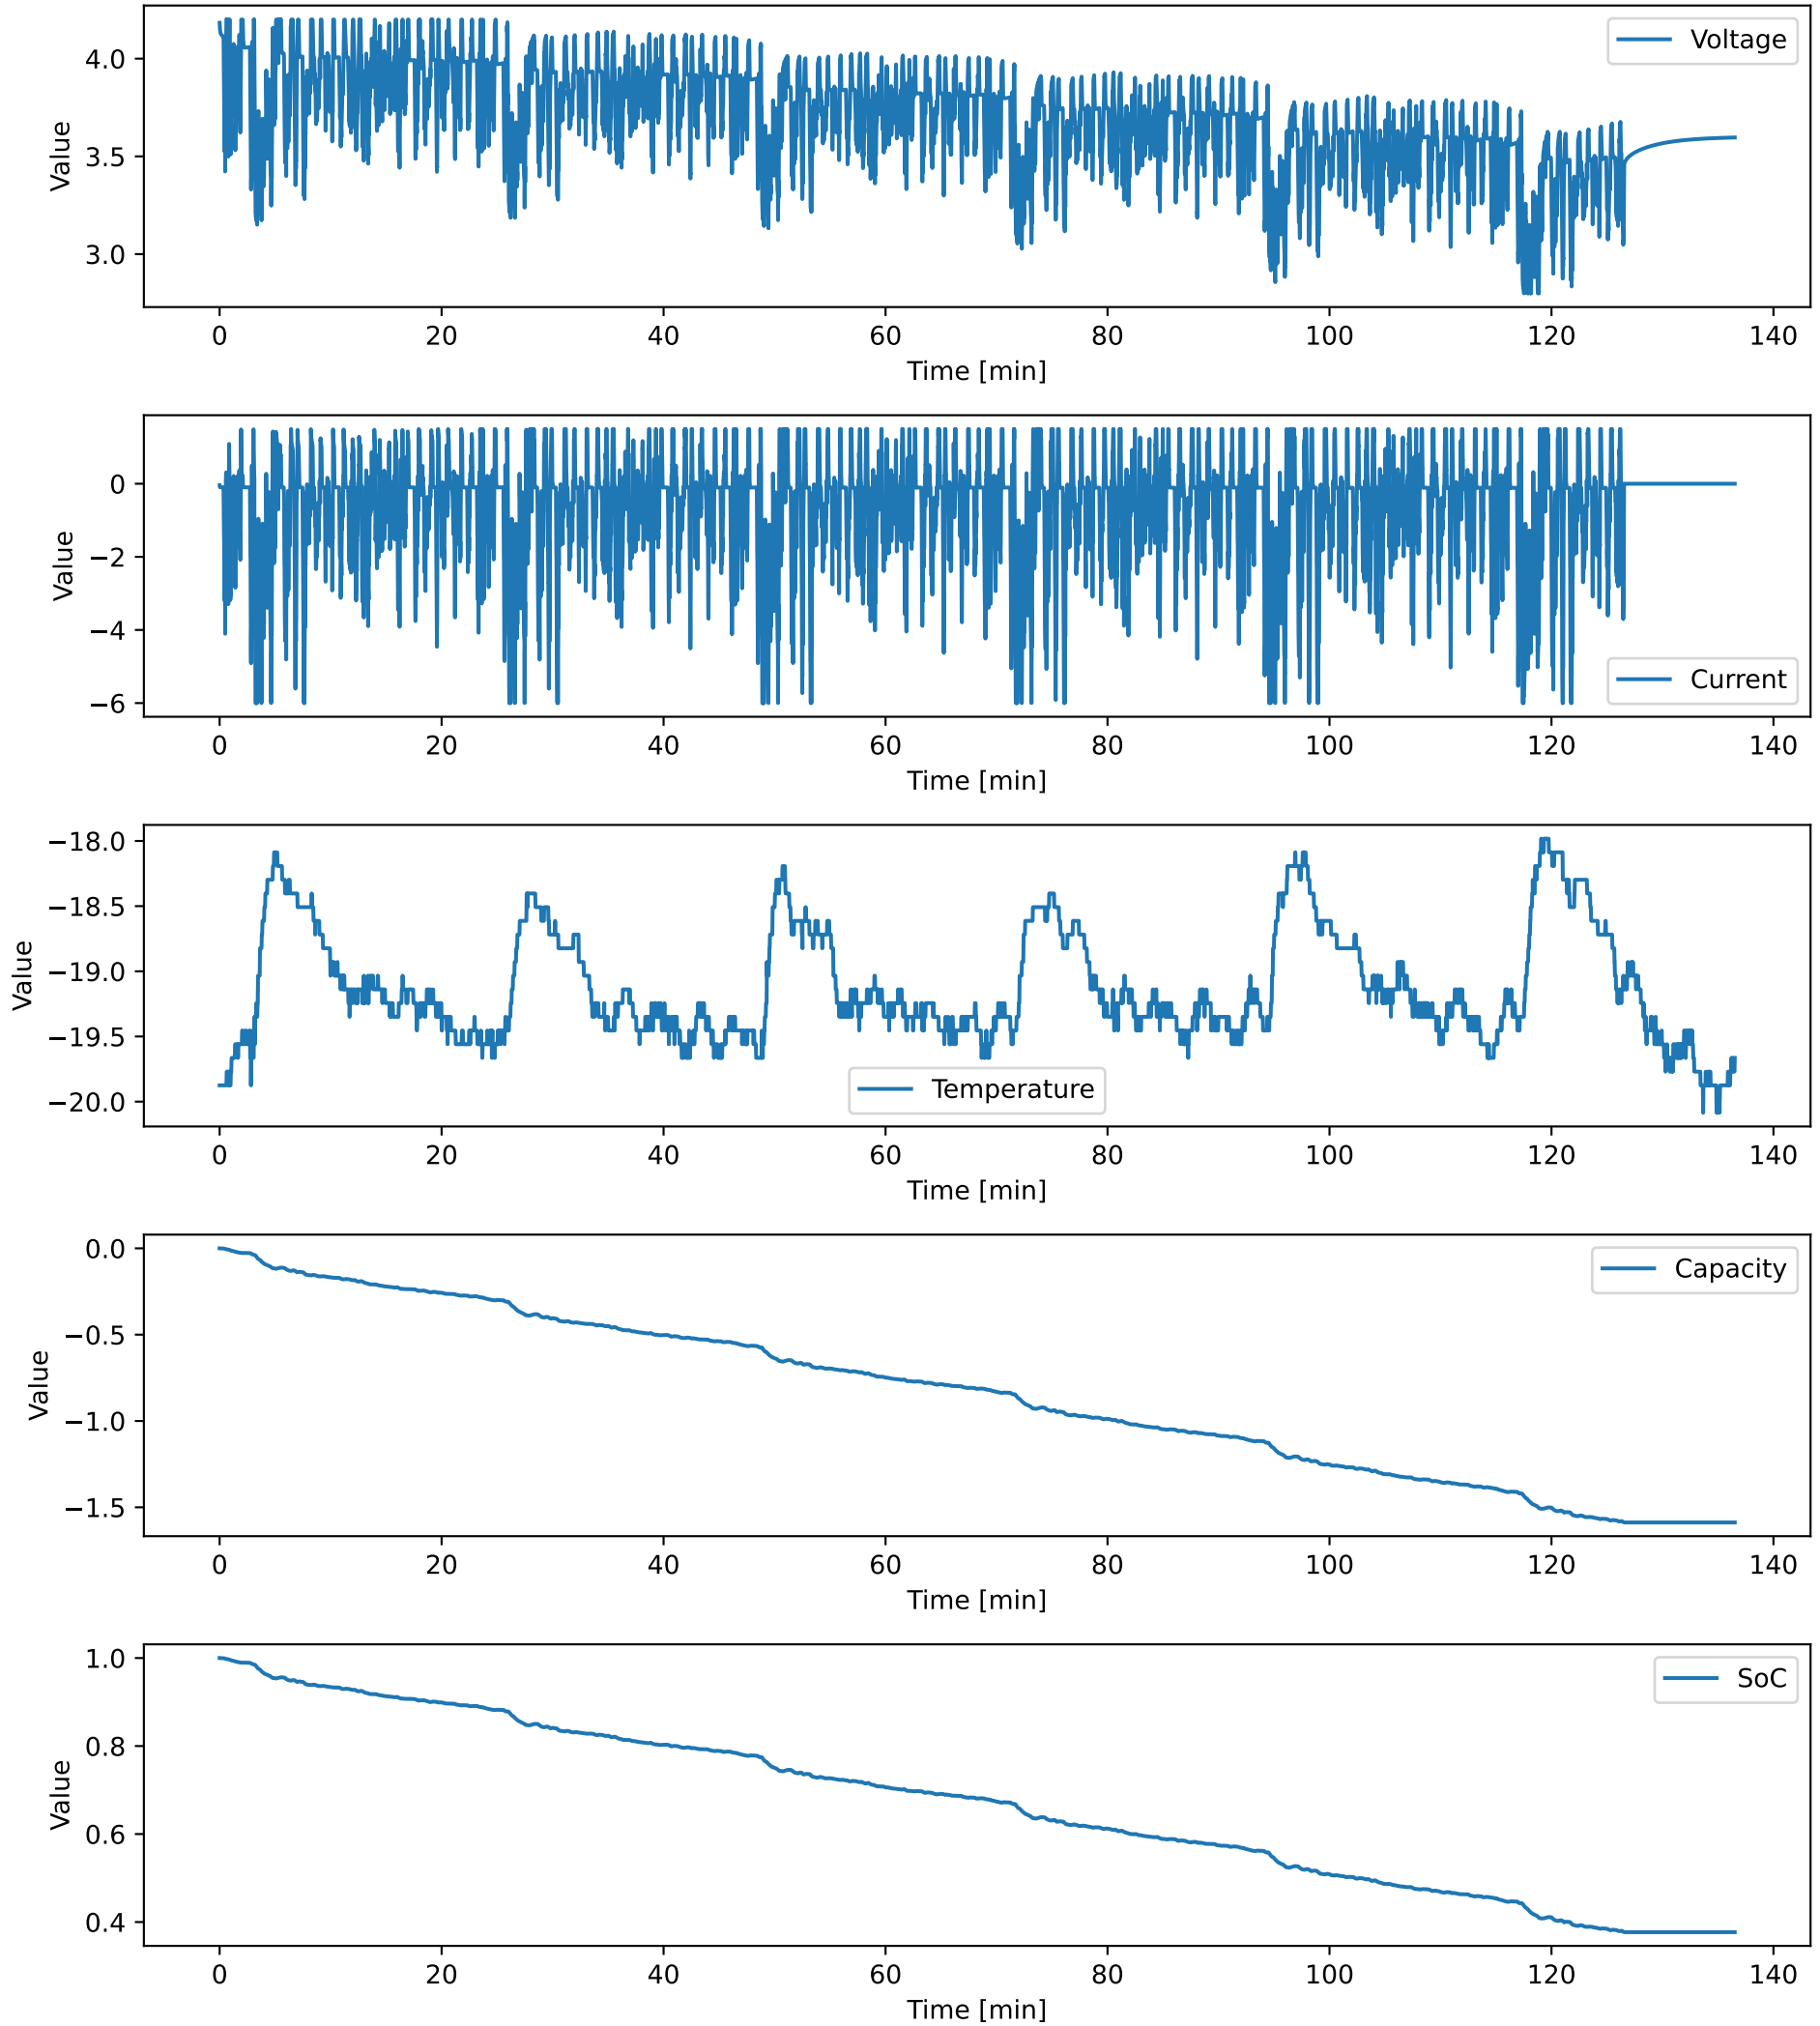 4.0
3.5
3.0
Value
Voltage
0 20 40 60 80 100 120 140
Time [min]
0
−2
−4
−6
Value
Current
0 20 40 60 80 100 120 140
Time [min]
−18.0
−18.5
−19.0
−19.5
−20.0
Value
Temperature
0 20 40 60 80 100 120 140
Time [min]
0.0
−0.5
−1.0
−1.5
Value
Capacity
0 20 40 60 80 100 120 140
Time [min]
1.0
0.8
0.6
0.4
Value
SoC
0 20 40 60 80 100 120 140
Time [min]